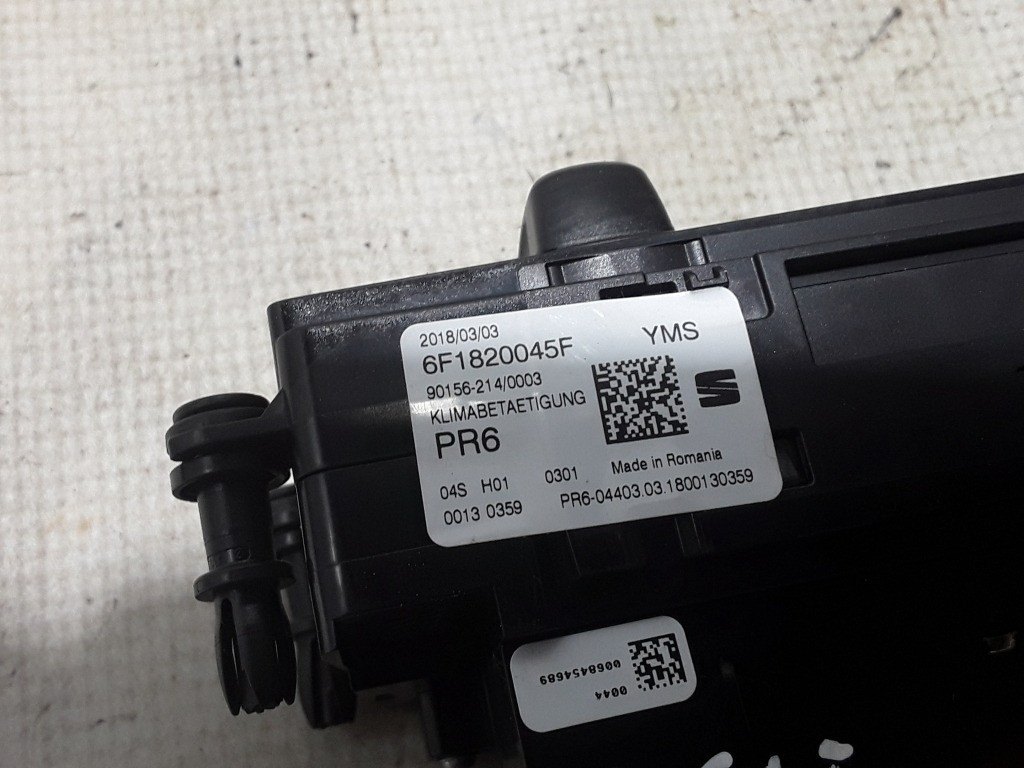 2018/03/03
6F1820045F YMS
90156-214/0003
KLIMABETAETIGUNG
PR6
04S H01 0301 Made in Romania
0013 0359 PR6-04403.03.1800130359
0044
0068454689